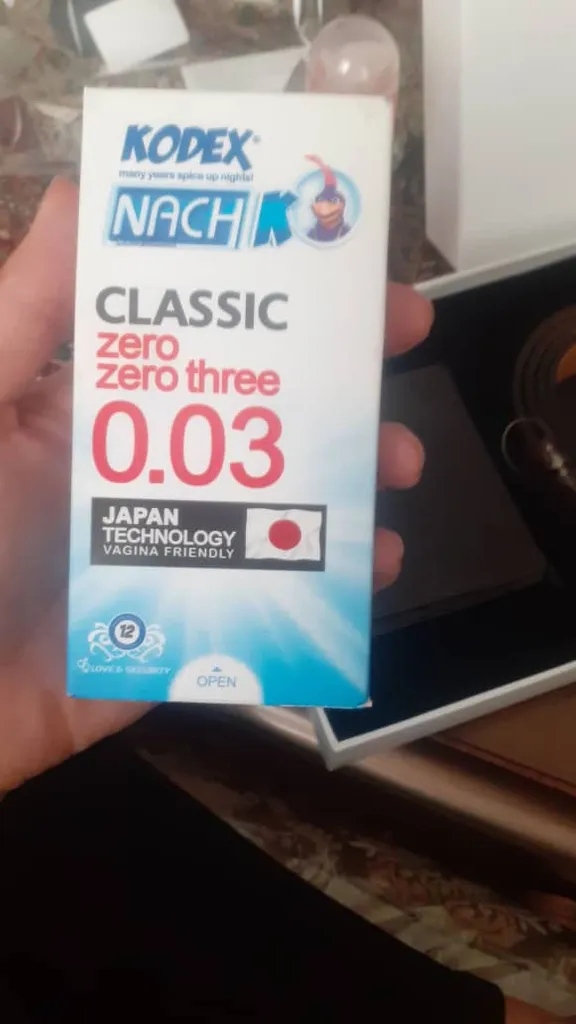 KODEX®
many years spice up nights!
NACH K
CLASSIC
zero
zero three
0.03
JAPAN
TECHNOLOGY
VAGINA FRIENDLY
12
LOVE & SECURITY
OPEN